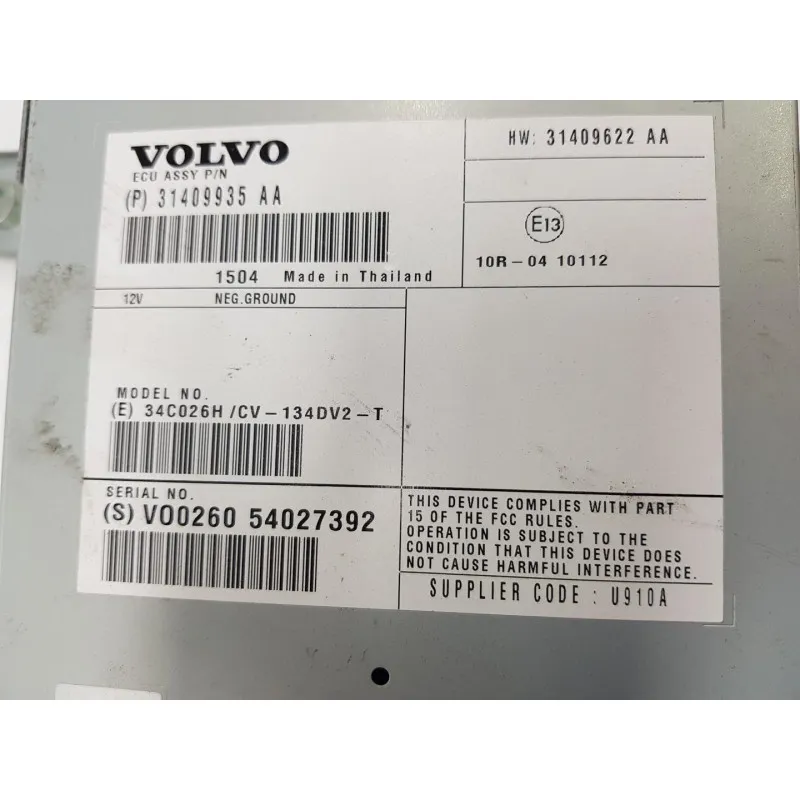 VOLVO
ECU ASSY P/N
(P) 31409935 AA
1504 Made in Thailand
HW: 31409622 AA
E13
10R-04 10112
12V NEG.GROUND
MODEL NO.
(E) 34C026H/CV-134DV2-T
SERIAL NO.
(S) V00260 54027392
THIS DEVICE COMPLIES WITH PART
15 OF THE FCC RULES.
OPERATION IS SUBJECT TO THE
CONDITION THAT THIS DEVICE DOES
NOT CAUSE HARMFUL INTERFERENCE.
SUPPLIER CODE : U910A